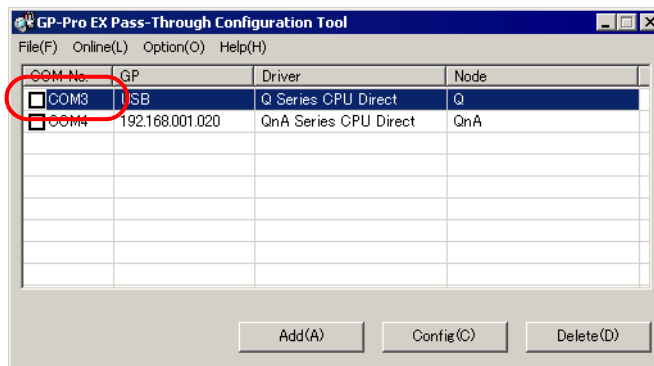 GP-Pro EX Pass-Through Configuration Tool
File(F) Online(L) Option(O) Help(H)
COM No. GP Driver Node
COM3 USB Q Series CPU Direct Q
COM4 192.168.001.020 QnA Series CPU Direct QnA
Add(A) Config(C) Delete(D)